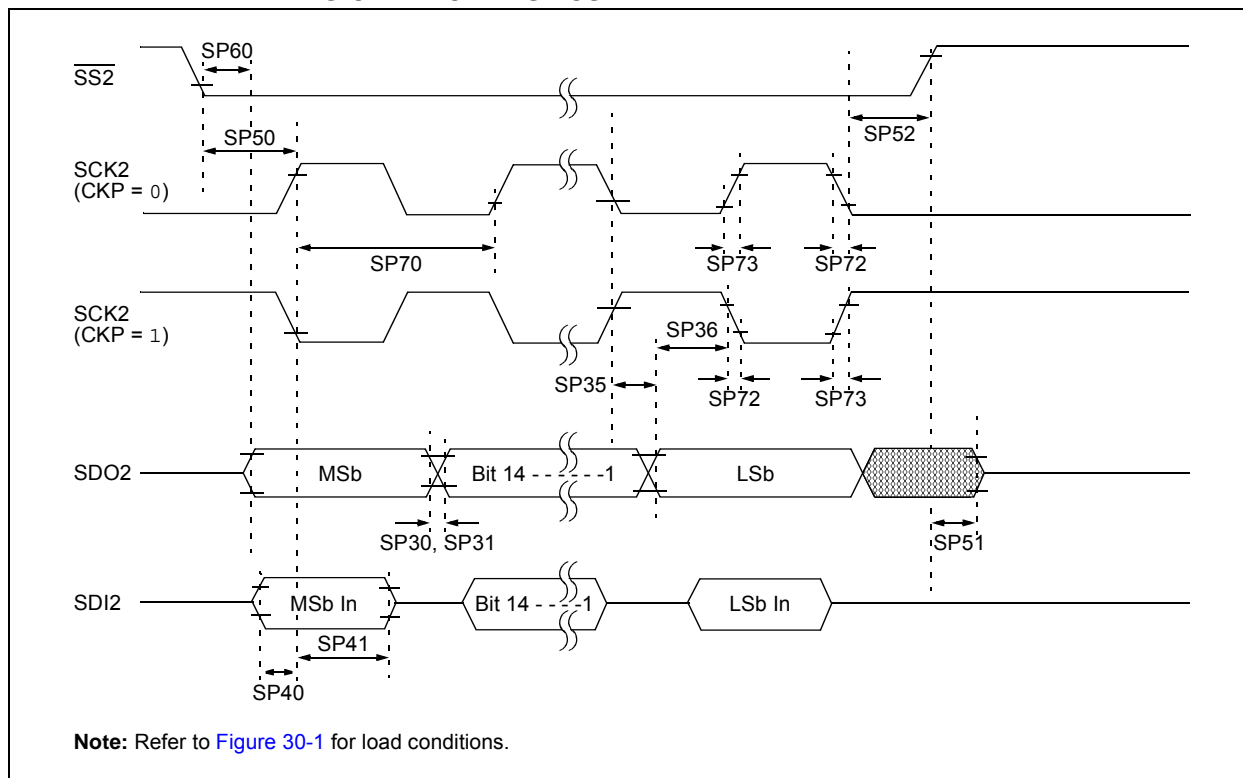 SP60
SS2
SP50
SP52
SCK2
(CKP = 0)
SP70
SP73
SP72
SCK2
(CKP = 1)
SP36
SP35
SP72
SP73
SDO2
MSb
Bit 14 - - - - - -1
LSb
SP30, SP31
SP51
SDI2
MSb In
Bit 14 - - - - -1
LSb In
SP41
SP40
Note: Refer to Figure 30-1 for load conditions.